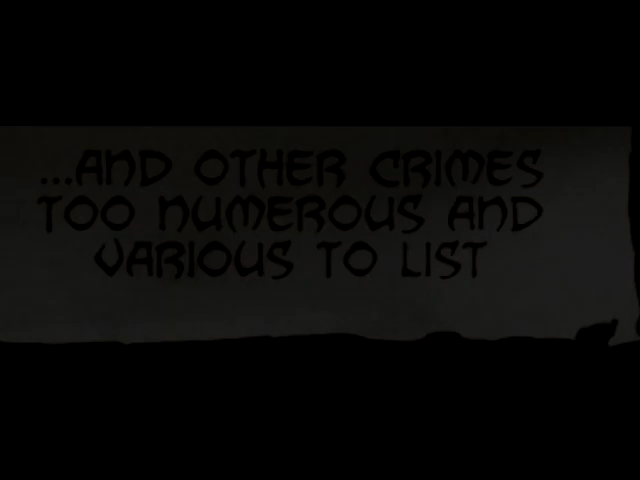 ...AND OTHER CRIMES
TOO NUMEROUS AND
VARIOUS TO LIST